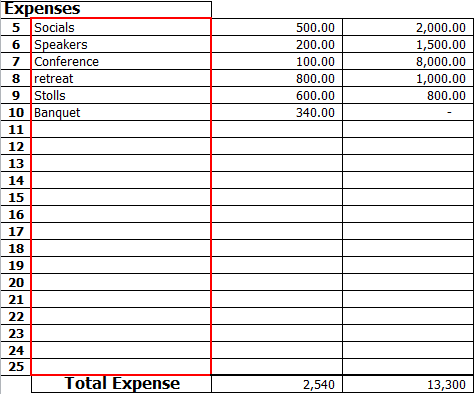 Expenses
5 Socials 500.00 2,000.00
6 Speakers 200.00 1,500.00
7 Conference 100.00 8,000.00
8 retreat 800.00 1,000.00
9 Stolls 600.00 800.00
10 Banquet 340.00 -
11
12
13
14
15
16
17
18
19
20
21
22
23
24
25
Total Expense 2,540 13,300